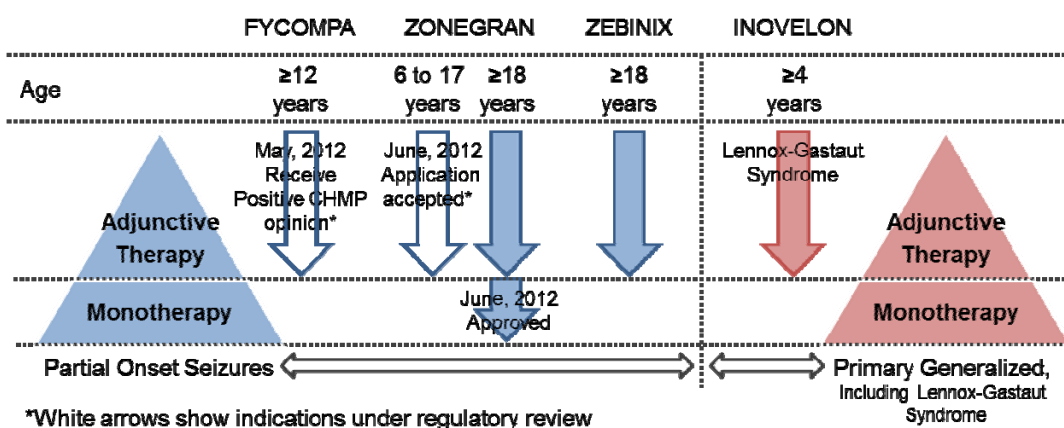 FYCOMPA ZONEGRAN ZEBINIX INOVELON
Age
≥12
years
6 to 17
years
≥18
years
≥18
years
≥4
years
May, 2012
Receive
Positive CHMP
opinion*
June, 2012
Application
accepted*
Lennox-Gastaut
Syndrome
Adjunctive
Therapy
Adjunctive
Therapy
Monotherapy
June, 2012
Approved
Monotherapy
Partial Onset Seizures
Primary Generalized,
Including Lennox-Gastaut
Syndrome
*White arrows show indications under regulatory review